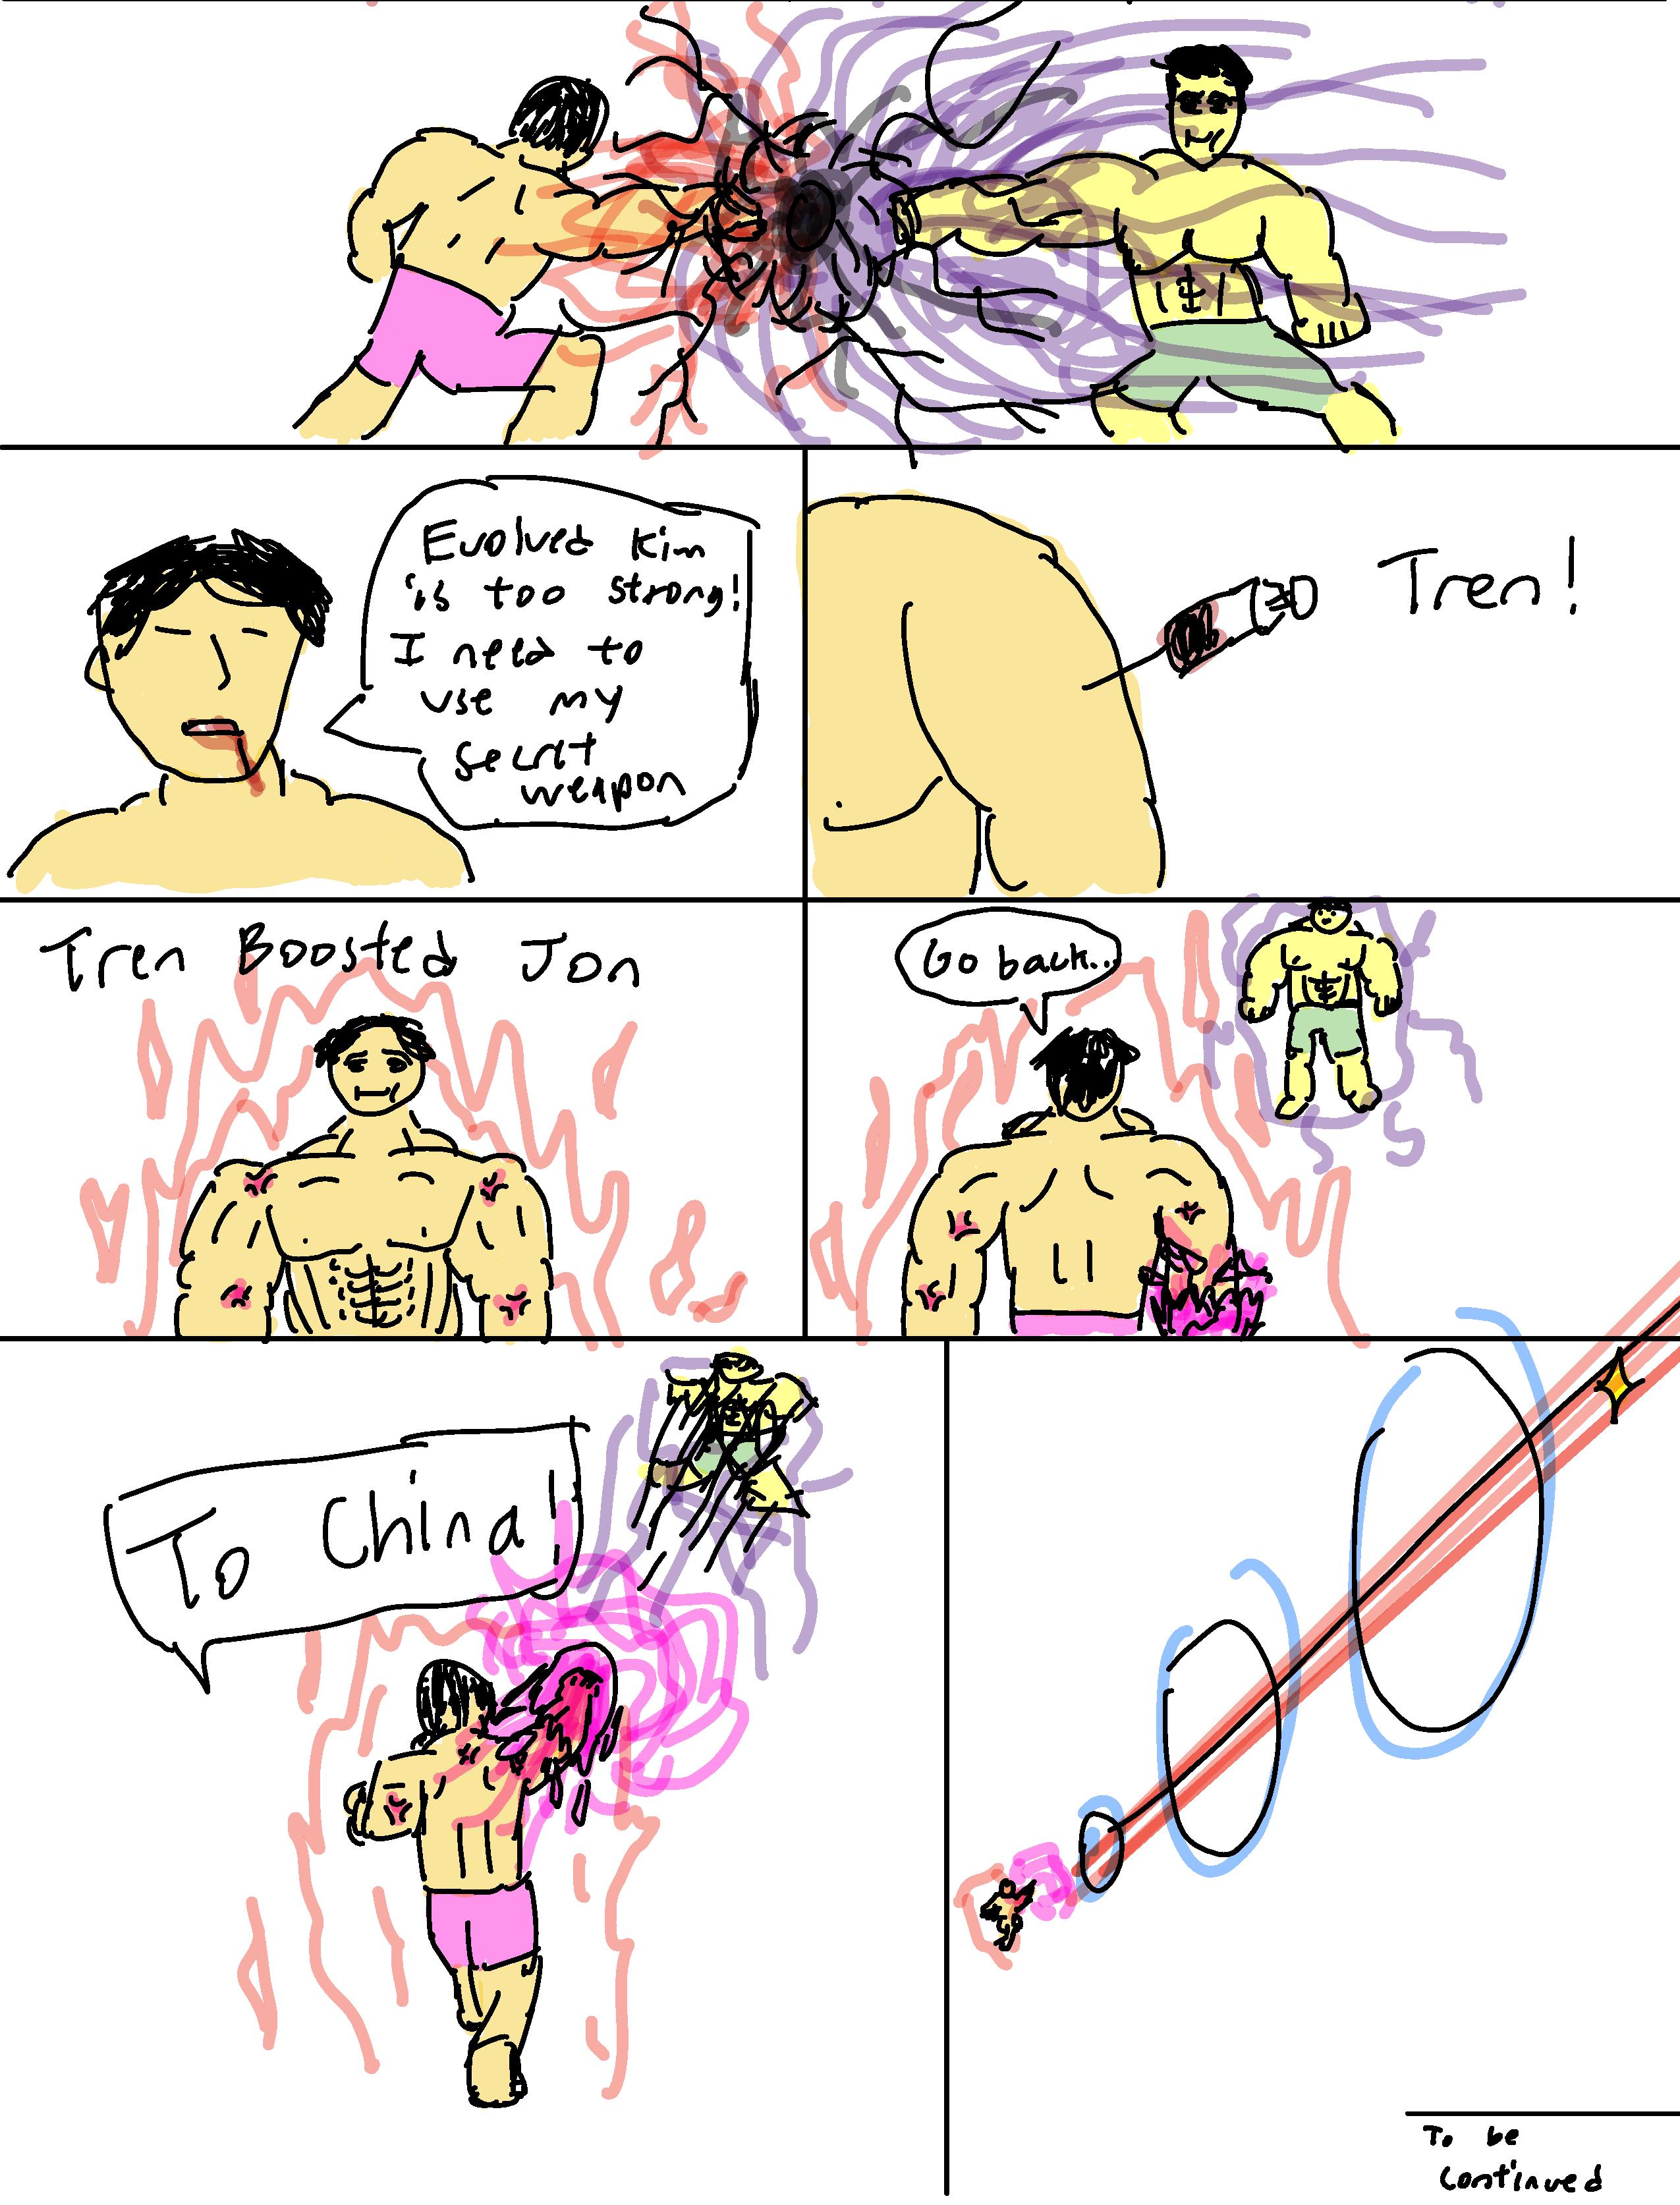 Evolved Kim
is too strong!
I need to
use my
secret
weapon
Tren!
Tren Boosted Jon
Go back...
To China!
To be
continued